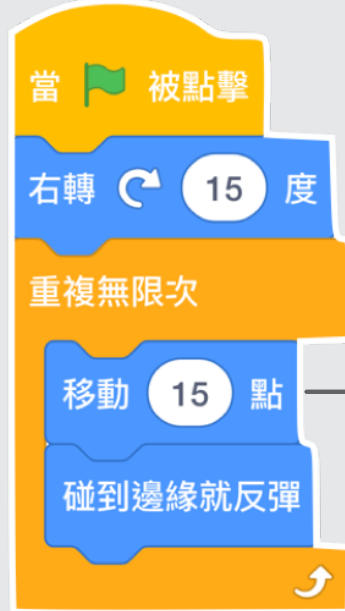 當 被點擊
右轉 15 度
重複無限次
移動 15 點
碰到邊緣就反彈